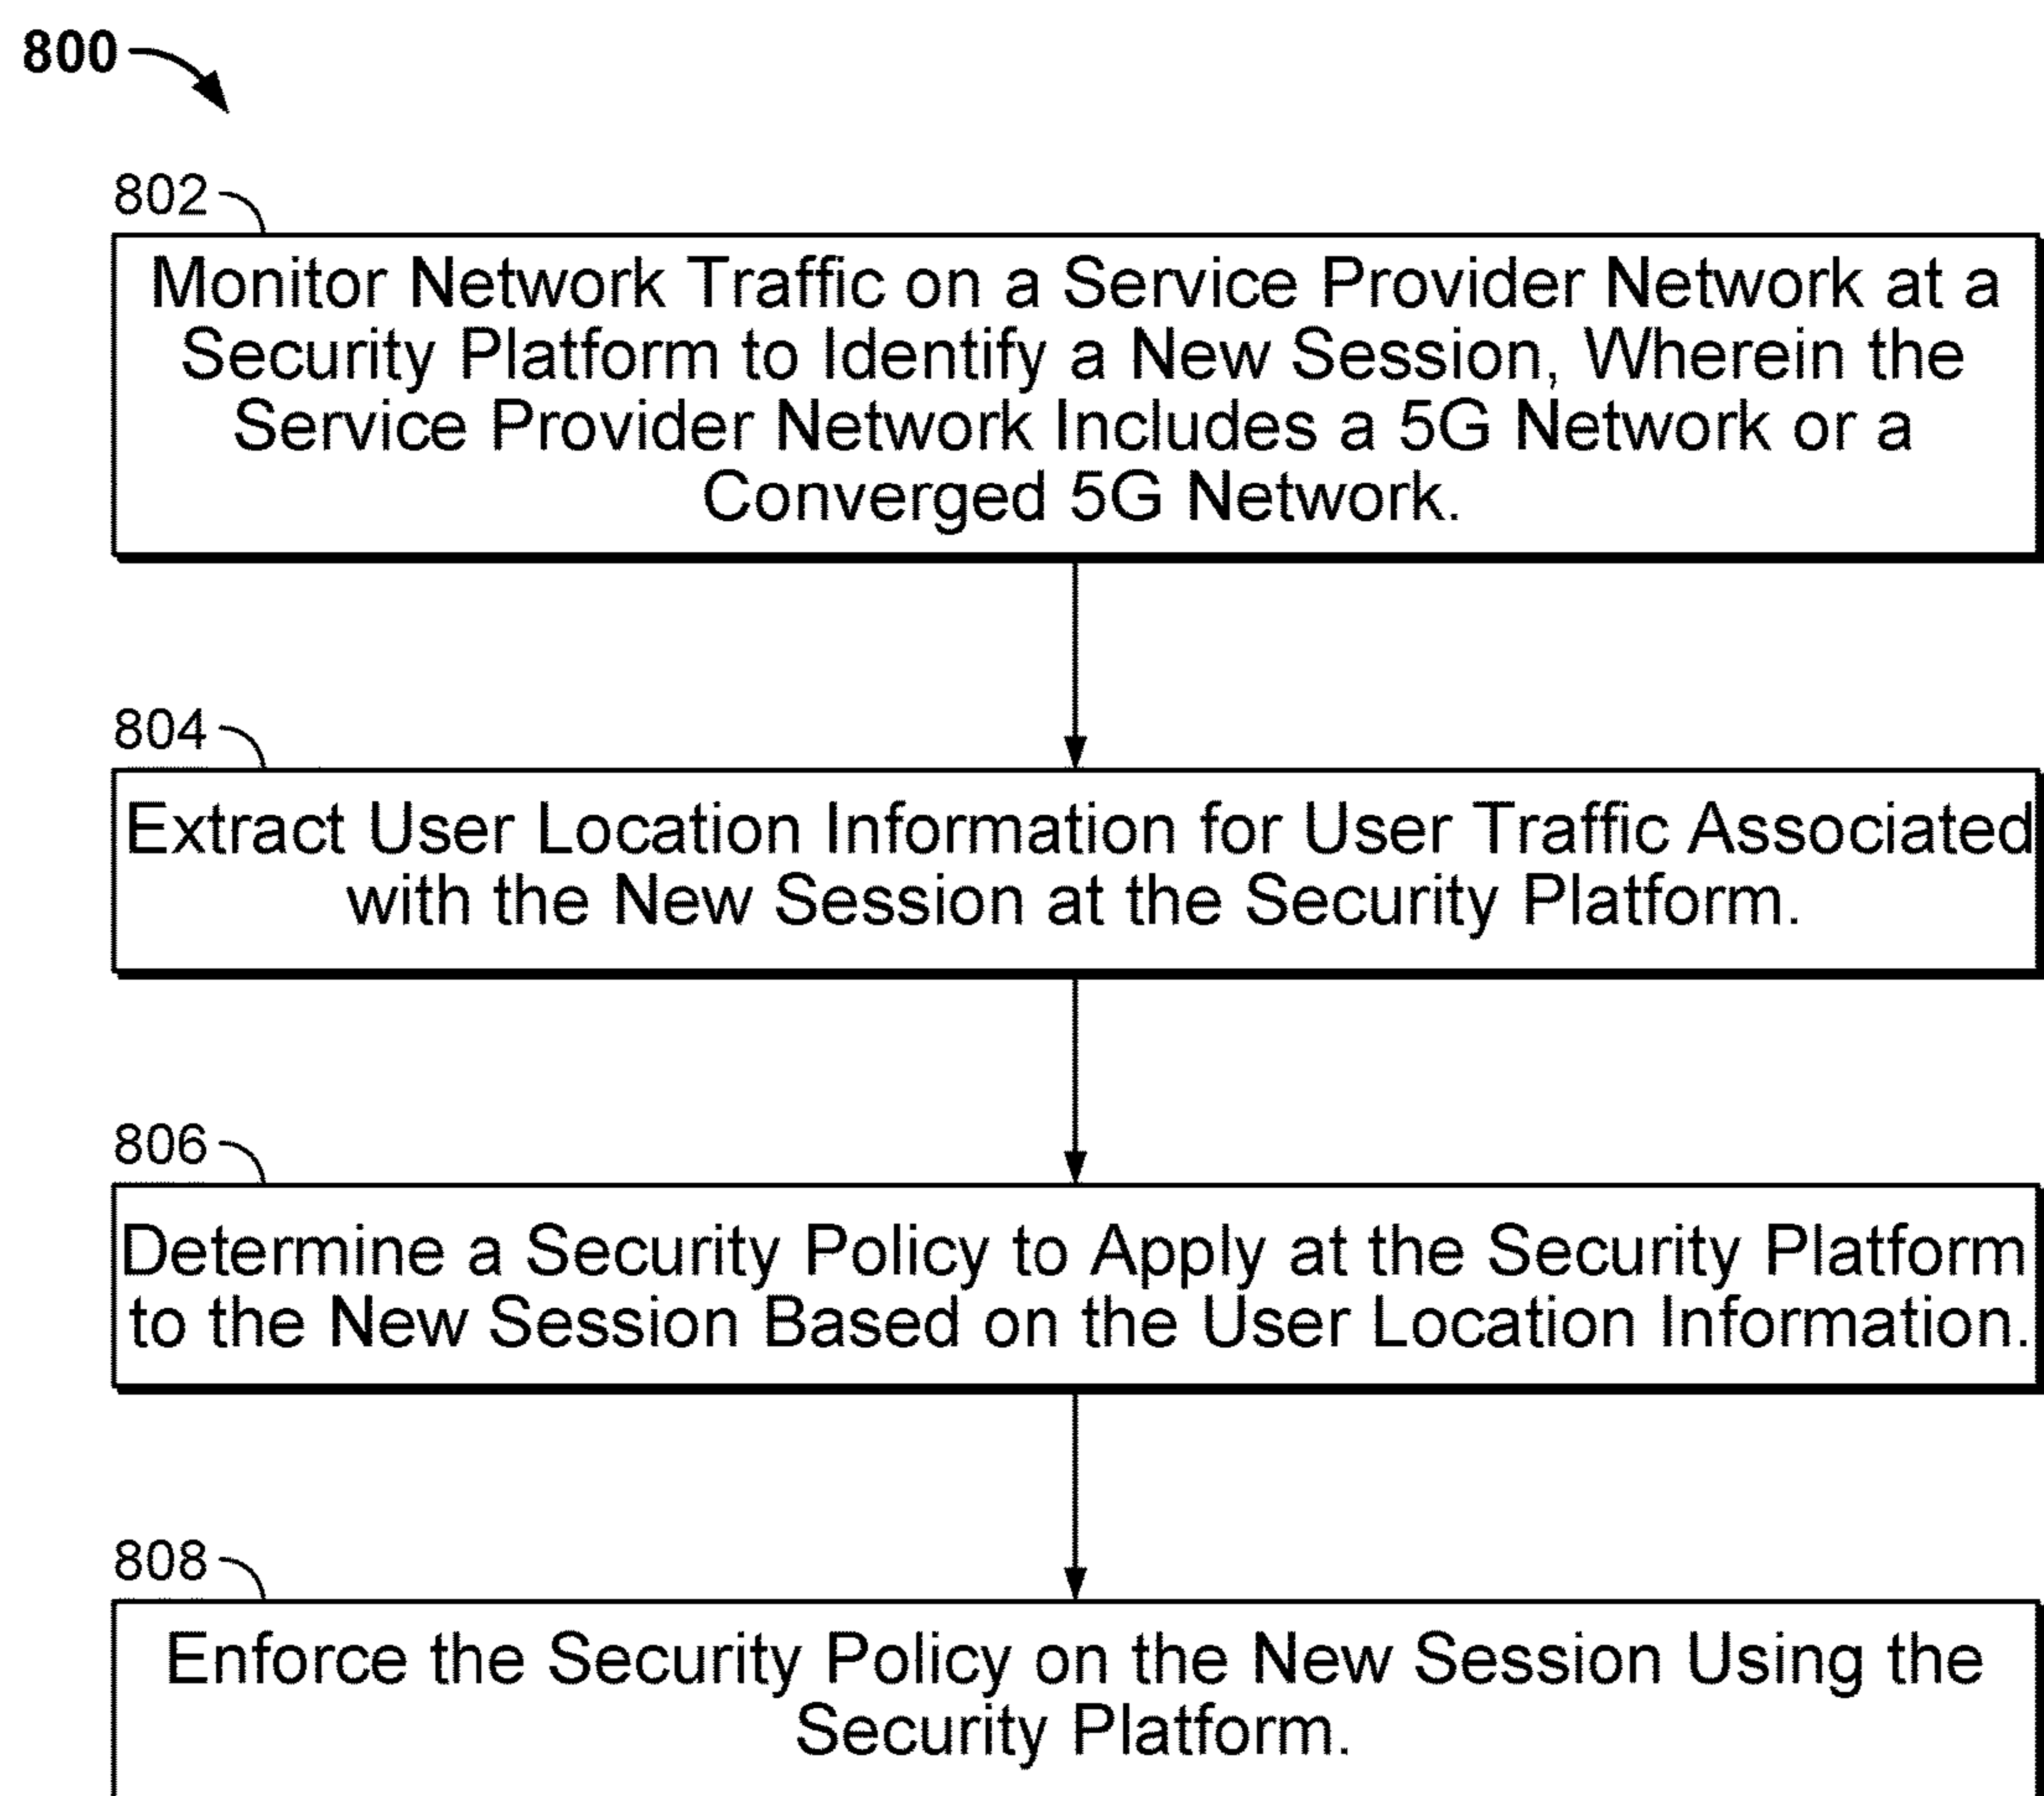 800
802
Monitor Network Traffic on a Service Provider Network at a
Security Platform to Identify a New Session, Wherein the
Service Provider Network Includes a 5G Network or a
Converged 5G Network.
804
Extract User Location Information for User Traffic Associated
with the New Session at the Security Platform.
806
Determine a Security Policy to Apply at the Security Platform
to the New Session Based on the User Location Information.
808
Enforce the Security Policy on the New Session Using the
Security Platform.